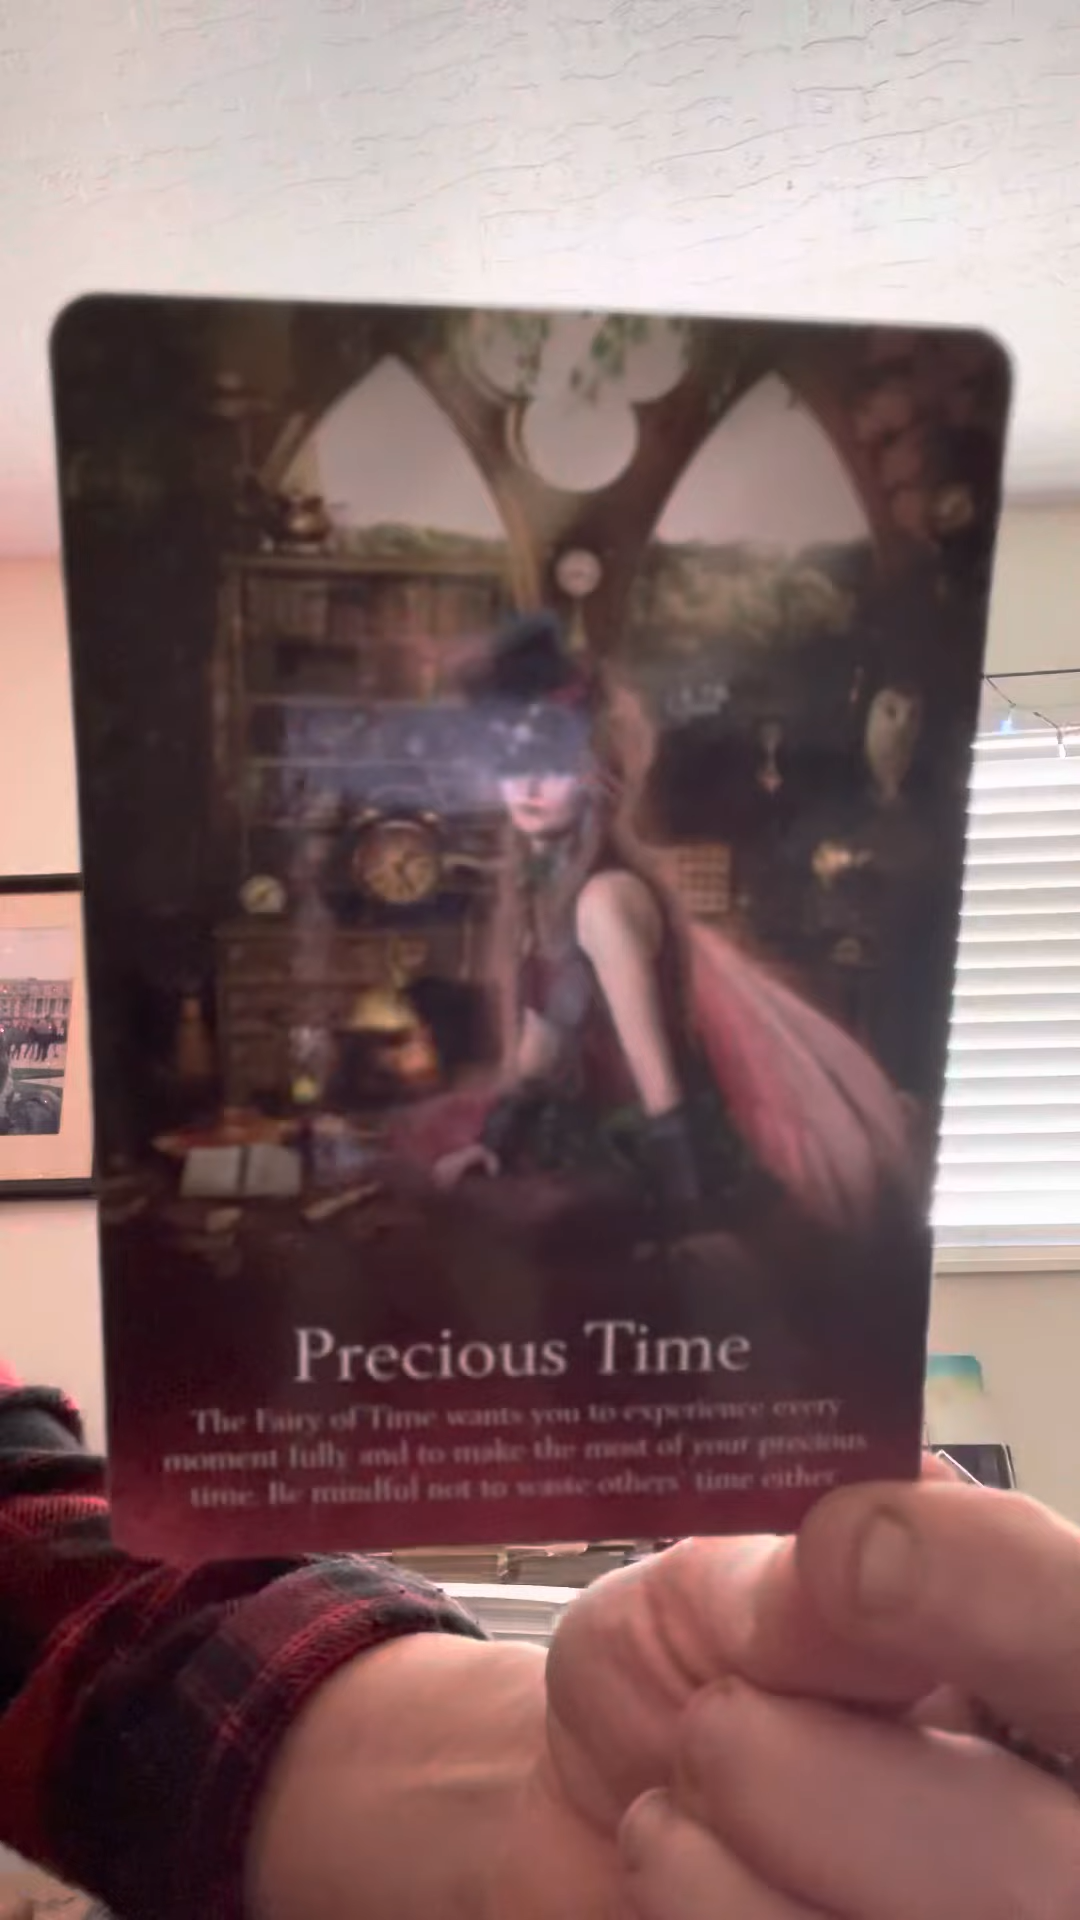 Precious Time
The Fairy of Time wants you to experience every
moment fully and to make the most of your precious
time. Be mindful not to waste others' time either.